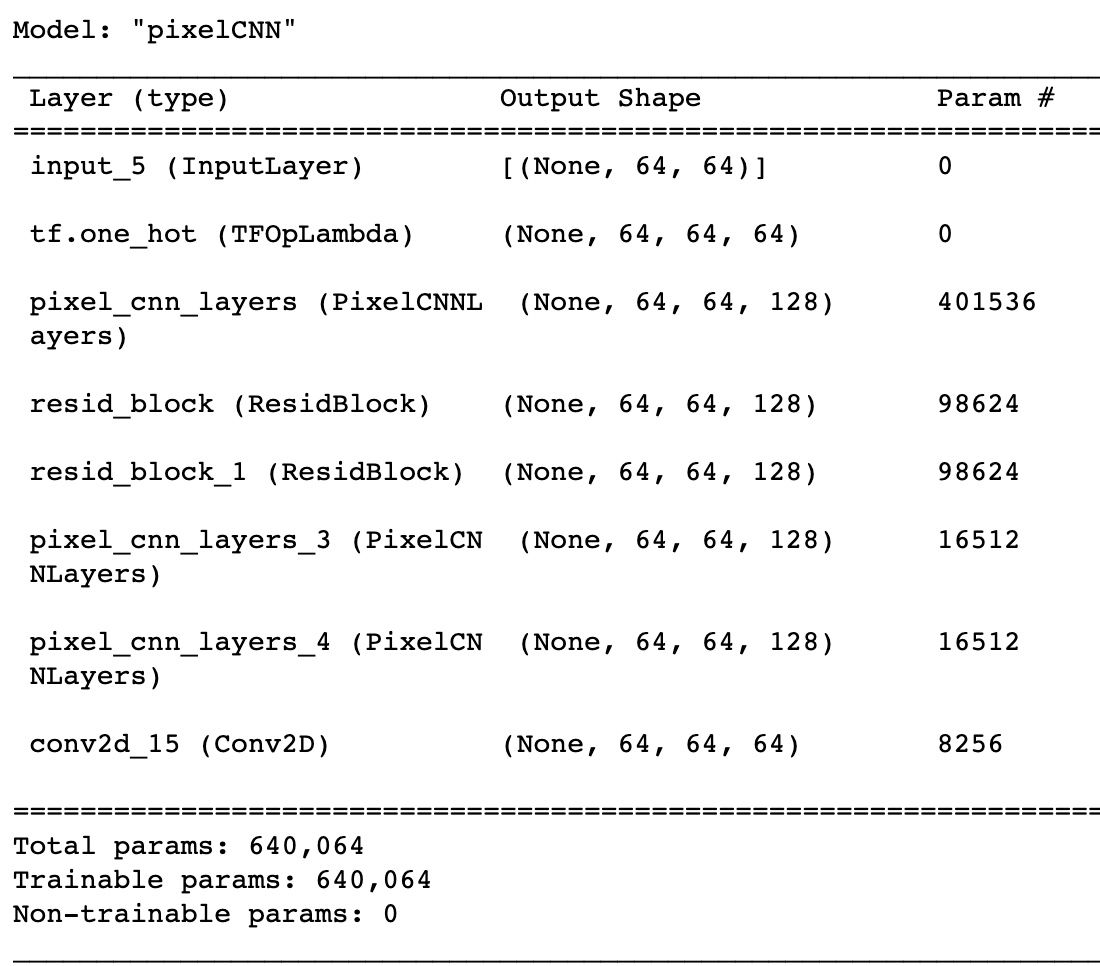 Model: "pixelCNN"
Layer (type) Output Shape Param #
input_5 (InputLayer) [(None, 64, 64)] 0
tf.one_hot (TFOpLambda) (None, 64, 64, 64) 0
pixel_cnn_layers (PixelCNNL (None, 64, 64, 128) 401536
ayers)
resid_block (ResidBlock) (None, 64, 64, 128) 98624
resid_block_1 (ResidBlock) (None, 64, 64, 128) 98624
pixel_cnn_layers_3 (PixelCN (None, 64, 64, 128) 16512
NLayers)
pixel_cnn_layers_4 (PixelCN (None, 64, 64, 128) 16512
NLayers)
conv2d_15 (Conv2D) (None, 64, 64, 64) 8256
Total params: 640,064
Trainable params: 640,064
Non-trainable params: 0